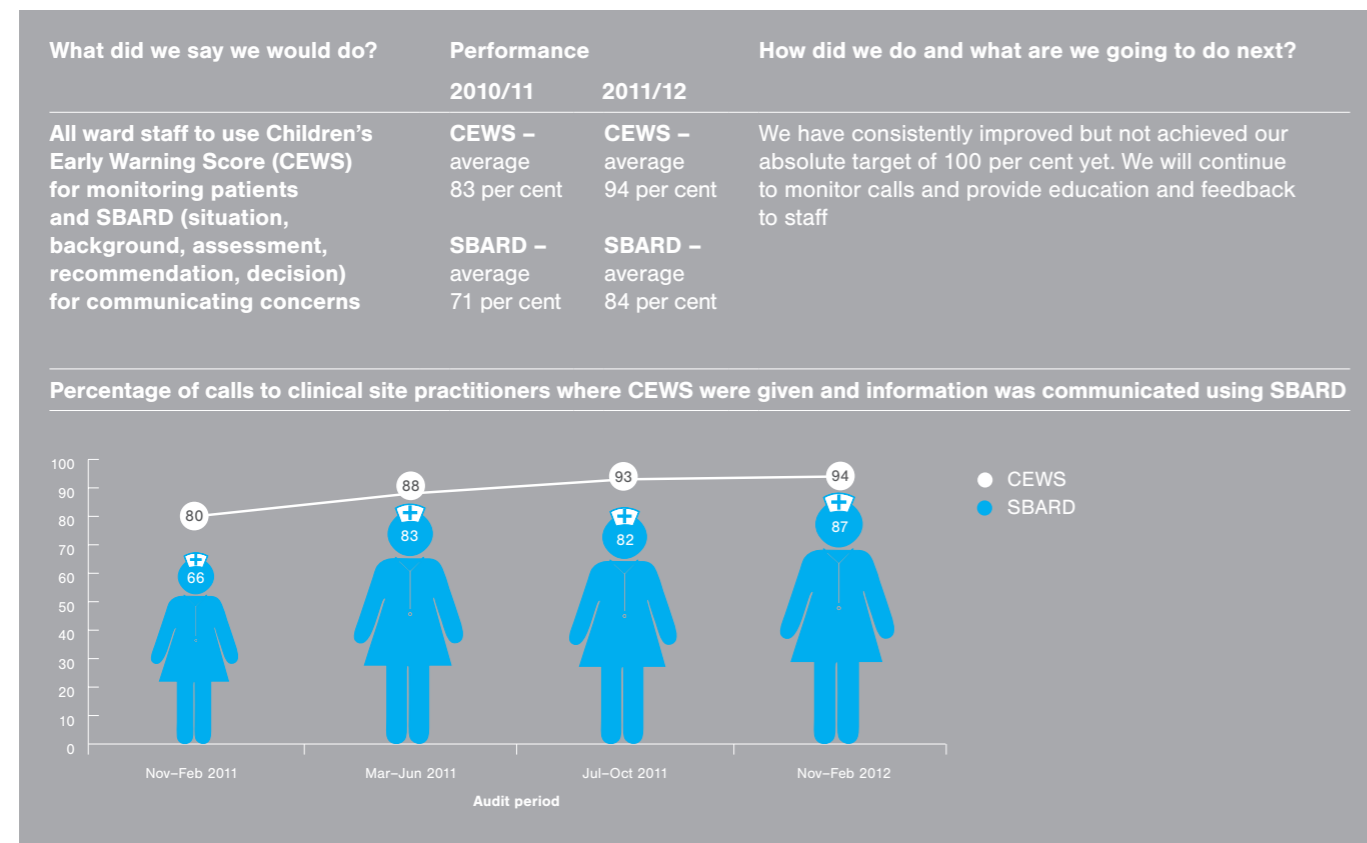 What did we say we would do?
Performance
How did we do and what are we going to do next?
2010/11
2011/12
All ward staff to use Children’s
Early Warning Score (CEWS)
for monitoring patients
and SBARD (situation,
background, assessment,
recommendation, decision)
for communicating concerns
CEWS –
average
83 per cent
SBARD –
average
71 per cent
CEWS –
average
94 per cent
SBARD –
average
84 per cent
We have consistently improved but not achieved our
absolute target of 100 per cent yet. We will continue
to monitor calls and provide education and feedback
to staff
Percentage of calls to clinical site practitioners where CEWS were given and information was communicated using SBARD
100
90
80
70
60
50
40
30
20
10
0
80
88
93
94
66
83
82
87
CEWS
SBARD
Nov–Feb 2011
Mar–Jun 2011
Jul–Oct 2011
Nov–Feb 2012
Audit period